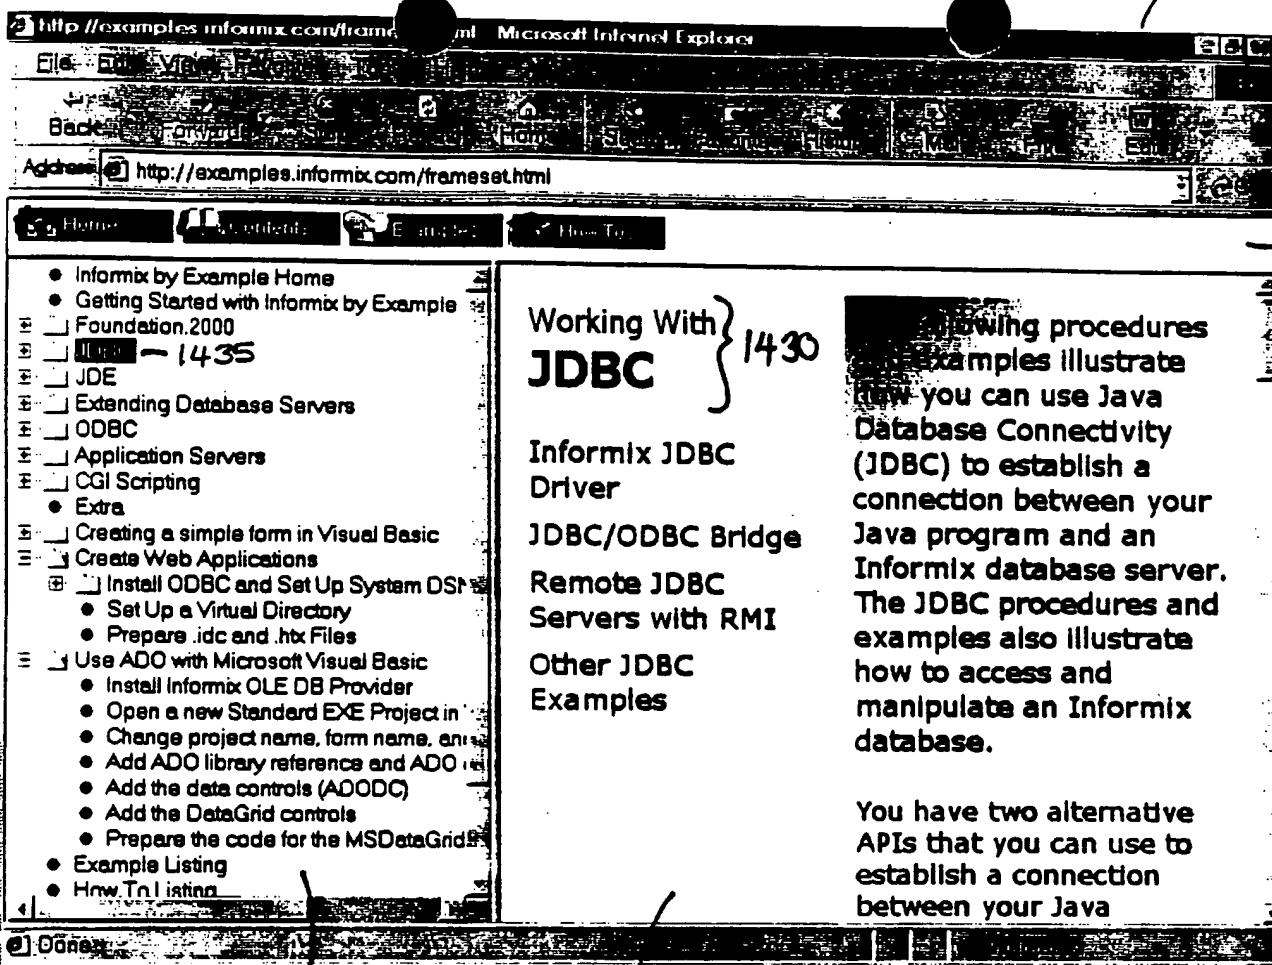 http //examples informix com/frame ml Microsoft Internet Explorer
File Edit View
Back Forward Home Edit
Address http://examples.informix.com/frameset.html
Home Contents Examples How To
Informix by Example Home
Getting Started with Informix by Example
Foundation.2000
1435
JDE
Extending Database Servers
ODBC
Application Servers
CGI Scripting
Extra
Creating a simple form in Visual Basic
Create Web Applications
Install ODBC and Set Up System DSN
Set Up a Virtual Directory
Prepare .idc and .htx Files
Use ADO with Microsoft Visual Basic
Install Informix OLE DB Provider
Open a new Standard EXE Project in
Change project name, form name, an
Add ADO library reference and ADO
Add the data controls (ADODC)
Add the DataGrid controls
Prepare the code for the MSDataGrid
Example Listing
How To Listing
Working With
JDBC
1430
Informix JDBC
Driver
JDBC/ODBC Bridge
Remote JDBC
Servers with RMI
Other JDBC
Examples
lowing procedures
examples illustrate
how you can use Java
Database Connectivity
(JDBC) to establish a
connection between your
Java program and an
Informix database server.
The JDBC procedures and
examples also illustrate
how to access and
manipulate an Informix
database.
You have two alternative
APIs that you can use to
establish a connection
between your Java
Done